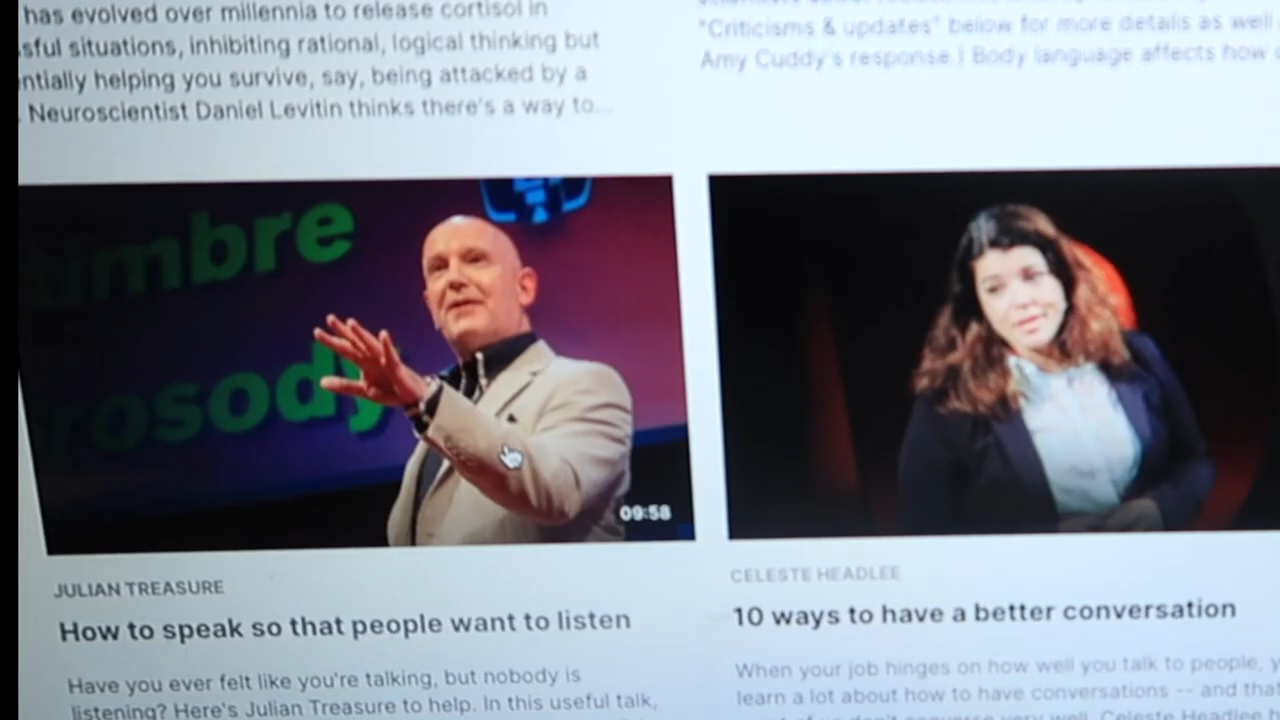 has evolved over millennia to release cortisol in
sful situations, inhibiting rational, logical thinking but
ntially helping you survive, say, being attacked by a
Neuroscientist Daniel Levitin thinks there's a way to...
"Criticisms & updates" below for more details as well
Amy Cuddy's response.) Body language affects how
timbre
prosody
09:58
JULIAN TREASURE
How to speak so that people want to listen
Have you ever felt like you're talking, but nobody is
listening? Here's Julian Treasure to help. In this useful talk,
CELESTE HEADLEE
10 ways to have a better conversation
When your job hinges on how well you talk to people, y
learn a lot about how to have conversations -- and that